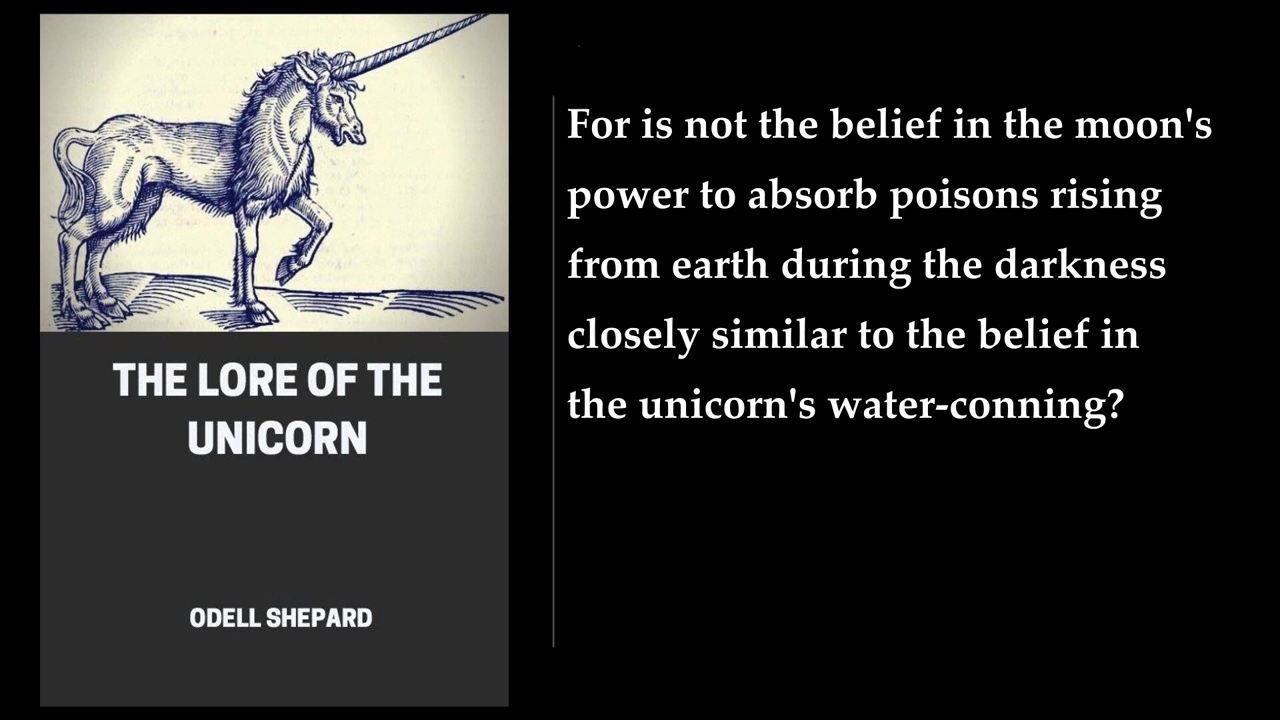 THE LORE OF THE
UNICORN
ODELL SHEPARD
For is not the belief in the moon's
power to absorb poisons rising
from earth during the darkness
closely similar to the belief in
the unicorn's water-conning?